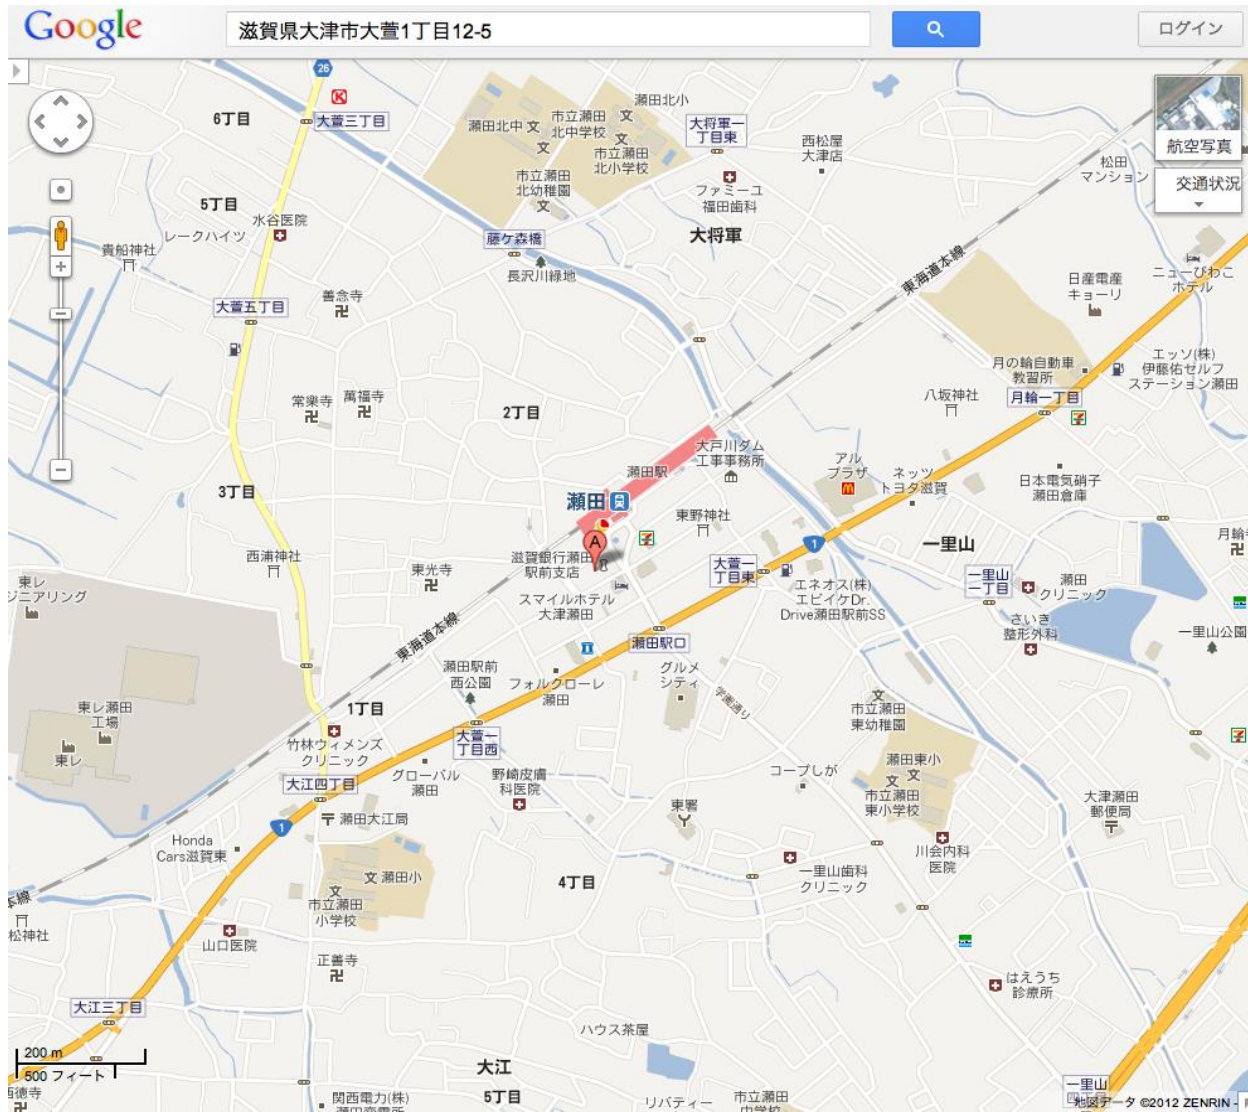 Google
滋賀県大津市大萱1丁目12-5
ログイン
26
6丁目
大萱三丁目
瀬田北中
市立瀬田
北中学校
瀬田北小
市立瀬田
北小学校
市立瀬田
北幼稚園
大将軍一
丁目東
西松屋
大津店
ファミーユ
福田歯科
航空写真
交通状況
松田
マンション
5丁目
水谷医院
レークハイツ
貴船神社
藤ケ森橋
長沢川緑地
大将軍
東海道本線
日産電産
キョーリ
ニューびわこ
ホテル
善念寺
大萱五丁目
月の輪自動車
教習所
エッソ(株)
伊藤佑セルフ
ステーション瀬田
常樂寺
萬福寺
2丁目
八坂神社
月輪一丁目
大戸川ダム
工事事務所
瀬田駅
瀬田
アル
プラザ
ネッツ
トヨタ滋賀
日本電気硝子
瀬田倉庫
3丁目
東野神社
A
滋賀銀行瀬田
駅前支店
西浦神社
東光寺
大萱一
丁目東
1
一里山
月輪寺
東レ
ジニアリング
スマイルホテル
大津瀬田
エネオス(株)
エビイケDr.
Drive瀬田駅前SS
一里山
一丁目
瀬田
クリニック
さいき
整形外科
一里山公園
東海道本線
瀬田駅口
瀬田駅前
西公園
フォルクローレ
瀬田
グルメ
シティ
学園通り
市立瀬田
東幼稚園
東レ瀬田
工場
東レ
1丁目
竹林ウィメンズ
クリニック
大萱一
丁目西
グローバル
瀬田
野崎皮膚
科医院
コープしが
瀬田東小
市立瀬田
東小学校
大津瀬田
郵便局
大江四丁目
1
瀬田大江局
東署
Honda
Cars滋賀東
川会内科
医院
一里山歯科
クリニック
瀬田小
市立瀬田
小学校
4丁目
本線
松神社
山口医院
正善寺
はえうち
診療所
大江三丁目
ハウス茶屋
200 m
500 フィート
大江
5丁目
西徳寺
関西電力(株)
リバティー
市立瀬田
一里山
地図データ ©2012 ZENRIN -